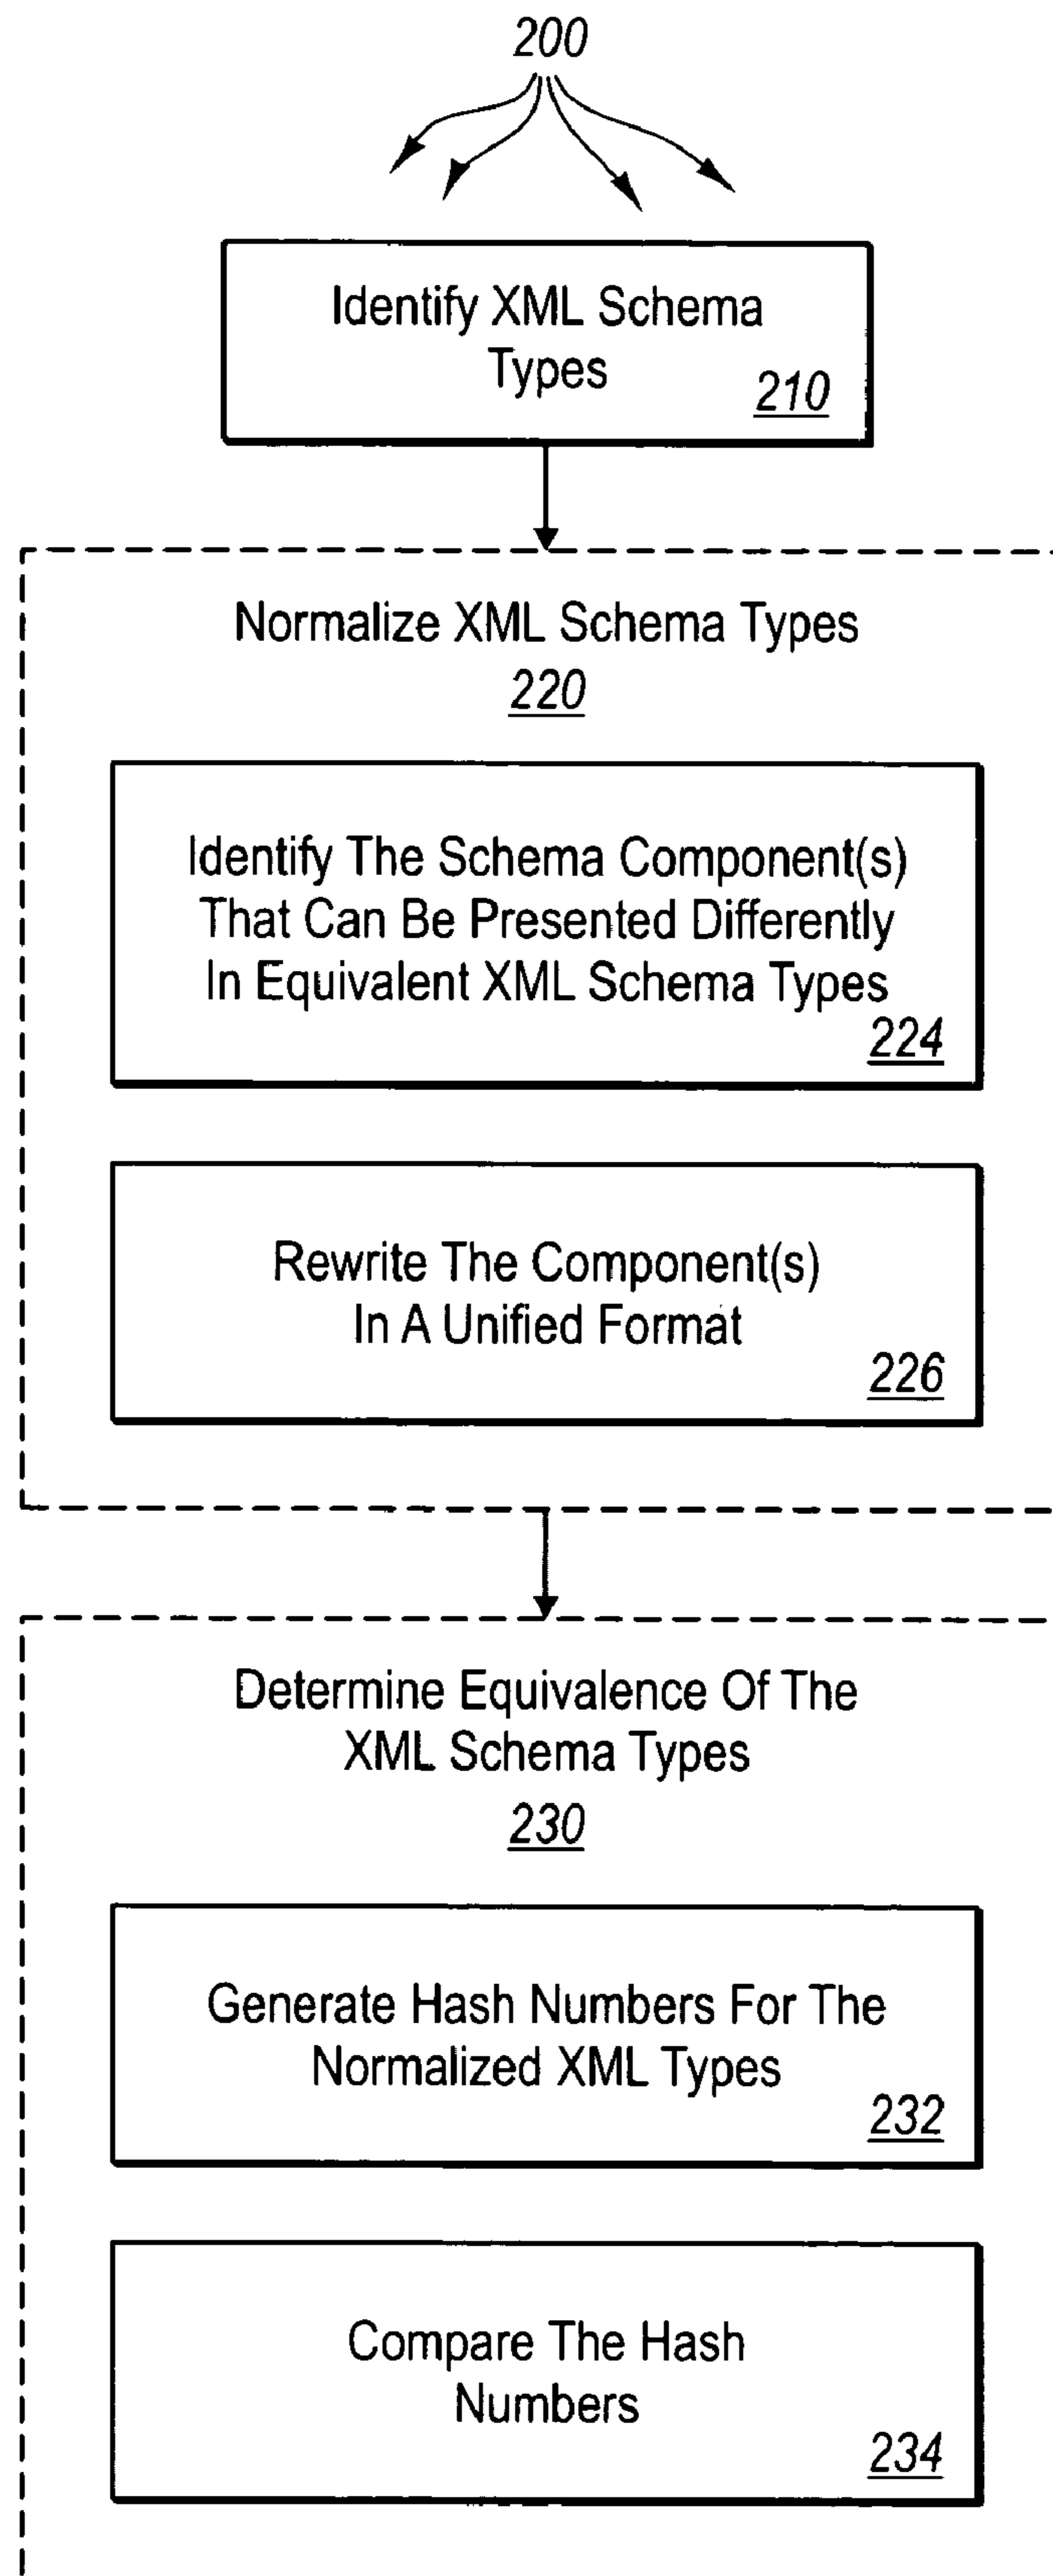 200
Identify XML Schema
Types
210
Normalize XML Schema Types
220
Identify The Schema Component(s)
That Can Be Presented Differently
In Equivalent XML Schema Types
224
Rewrite The Component(s)
In A Unified Format
226
Determine Equivalence Of The
XML Schema Types
230
Generate Hash Numbers For The
Normalized XML Types
232
Compare The Hash
Numbers
234